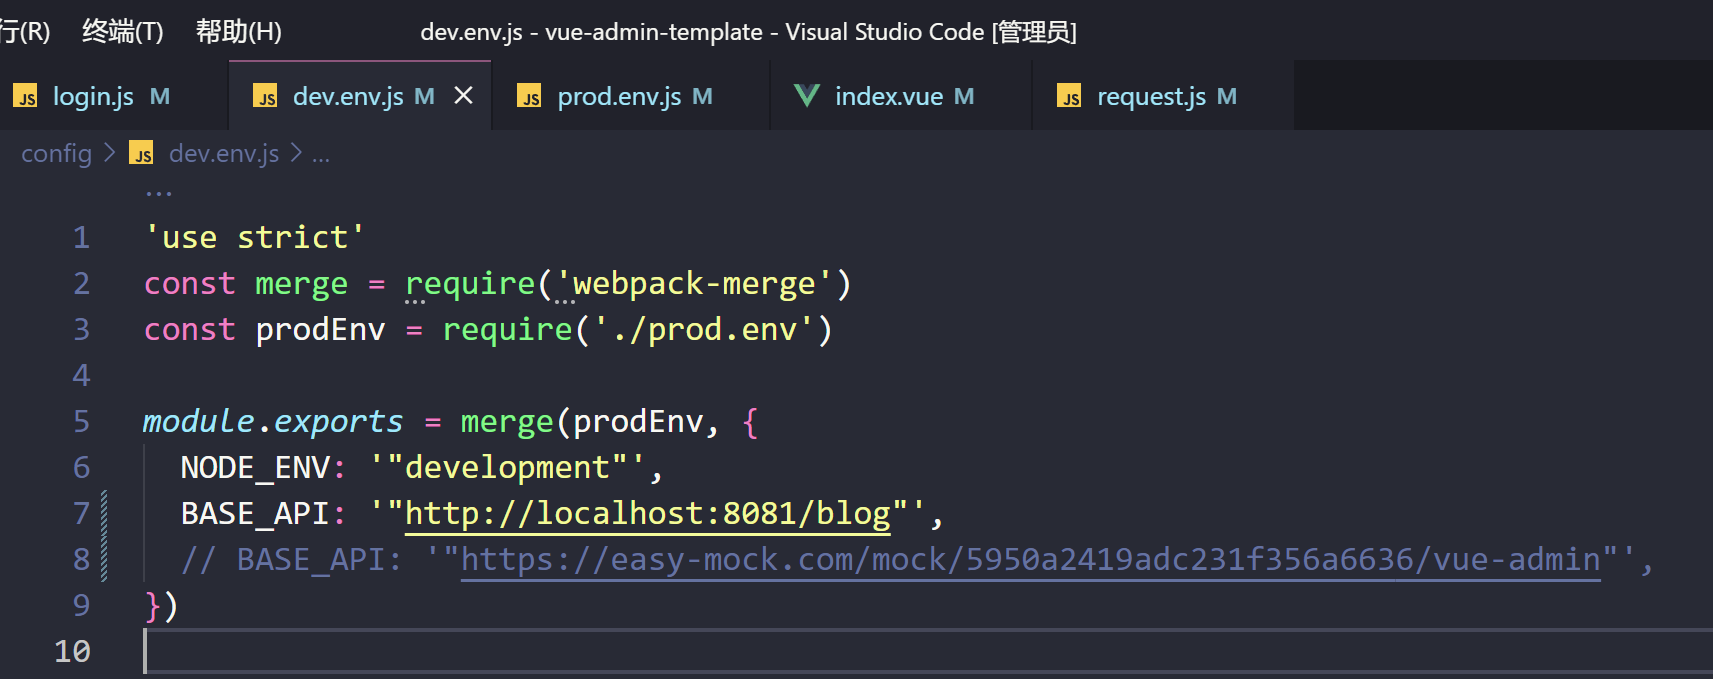 行(R) 终端(T) 帮助(H) dev.env.js - vue-admin-template - Visual Studio Code [管理员]
JS login.js M JS dev.env.js M JS prod.env.js M index.vue M JS request.js M
config > JS dev.env.js > ...
...
1 'use strict'
2 const merge = require('webpack-merge')
3 const prodEnv = require('./prod.env')
4
5 module.exports = merge(prodEnv, {
6 NODE_ENV: '"development"',
7 BASE_API: '"http://localhost:8081/blog"',
8 // BASE_API: '"https://easy-mock.com/mock/5950a2419adc231f356a6636/vue-admin"',
9 })
10